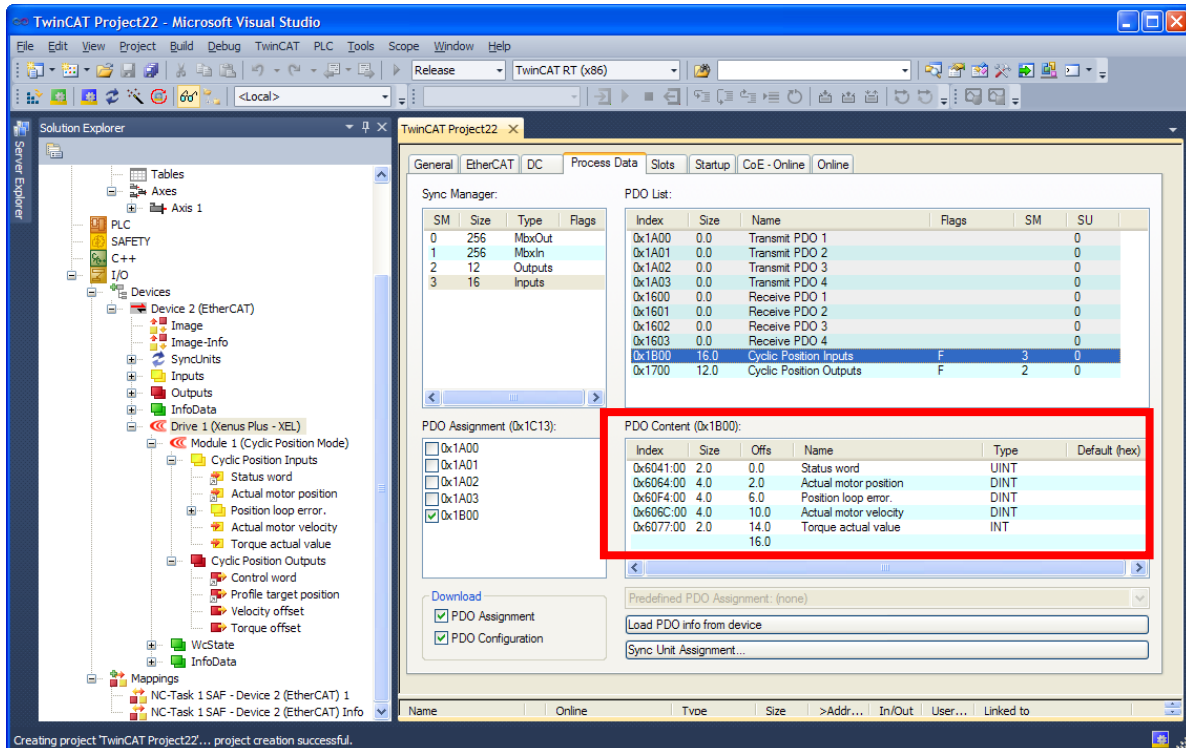 TwinCAT Project22 - Microsoft Visual Studio
File Edit View Project Build Debug TwinCAT PLC Tools Scope Window Help
Release TwinCAT RT (x86)
<Local>
Server Explorer
Solution Explorer
Tables
Axes
Axis 1
PLC
SAFETY
C++
I/O
Devices
Device 2 (EtherCAT)
Image
Image-Info
SyncUnits
Inputs
Outputs
InfoData
Drive 1 (Xenus Plus - XEL)
Module 1 (Cyclic Position Mode)
Cyclic Position Inputs
Status word
Actual motor position
Position loop error.
Actual motor velocity
Torque actual value
Cyclic Position Outputs
Control word
Profile target position
Velocity offset
Torque offset
WcState
InfoData
Mappings
NC-Task 1 SAF - Device 2 (EtherCAT) 1
NC-Task 1 SAF - Device 2 (EtherCAT) Info
TwinCAT Project22
General EtherCAT DC Process Data Slots Startup CoE - Online Online
Sync Manager:
SM Size Type Flags
0 256 MbxOut
1 256 MbxIn
2 12 Outputs
3 16 Inputs
PDO List:
Index Size Name Flags SM SU
0x1A00 0.0 Transmit PDO 1 0
0x1A01 0.0 Transmit PDO 2 0
0x1A02 0.0 Transmit PDO 3 0
0x1A03 0.0 Transmit PDO 4 0
0x1600 0.0 Receive PDO 1 0
0x1601 0.0 Receive PDO 2 0
0x1602 0.0 Receive PDO 3 0
0x1603 0.0 Receive PDO 4 0
0x1B00 16.0 Cyclic Position Inputs F 3 0
0x1700 12.0 Cyclic Position Outputs F 2 0
PDO Assignment (0x1C13):
0x1A00
0x1A01
0x1A02
0x1A03
0x1B00
PDO Content (0x1B00):
Index Size Offs Name Type Default (hex)
0x6041:00 2.0 0.0 Status word UINT
0x6064:00 4.0 2.0 Actual motor position DINT
0x60F4:00 4.0 6.0 Position loop error. DINT
0x606C:00 4.0 10.0 Actual motor velocity DINT
0x6077:00 2.0 14.0 Torque actual value INT
16.0
Download
PDO Assignment
PDO Configuration
Predefined PDO Assignment: (none)
Load PDO info from device
Sync Unit Assignment...
Name Online Type Size >Addr... In/Out User... Linked to
Creating project 'TwinCAT Project22'... project creation successful.